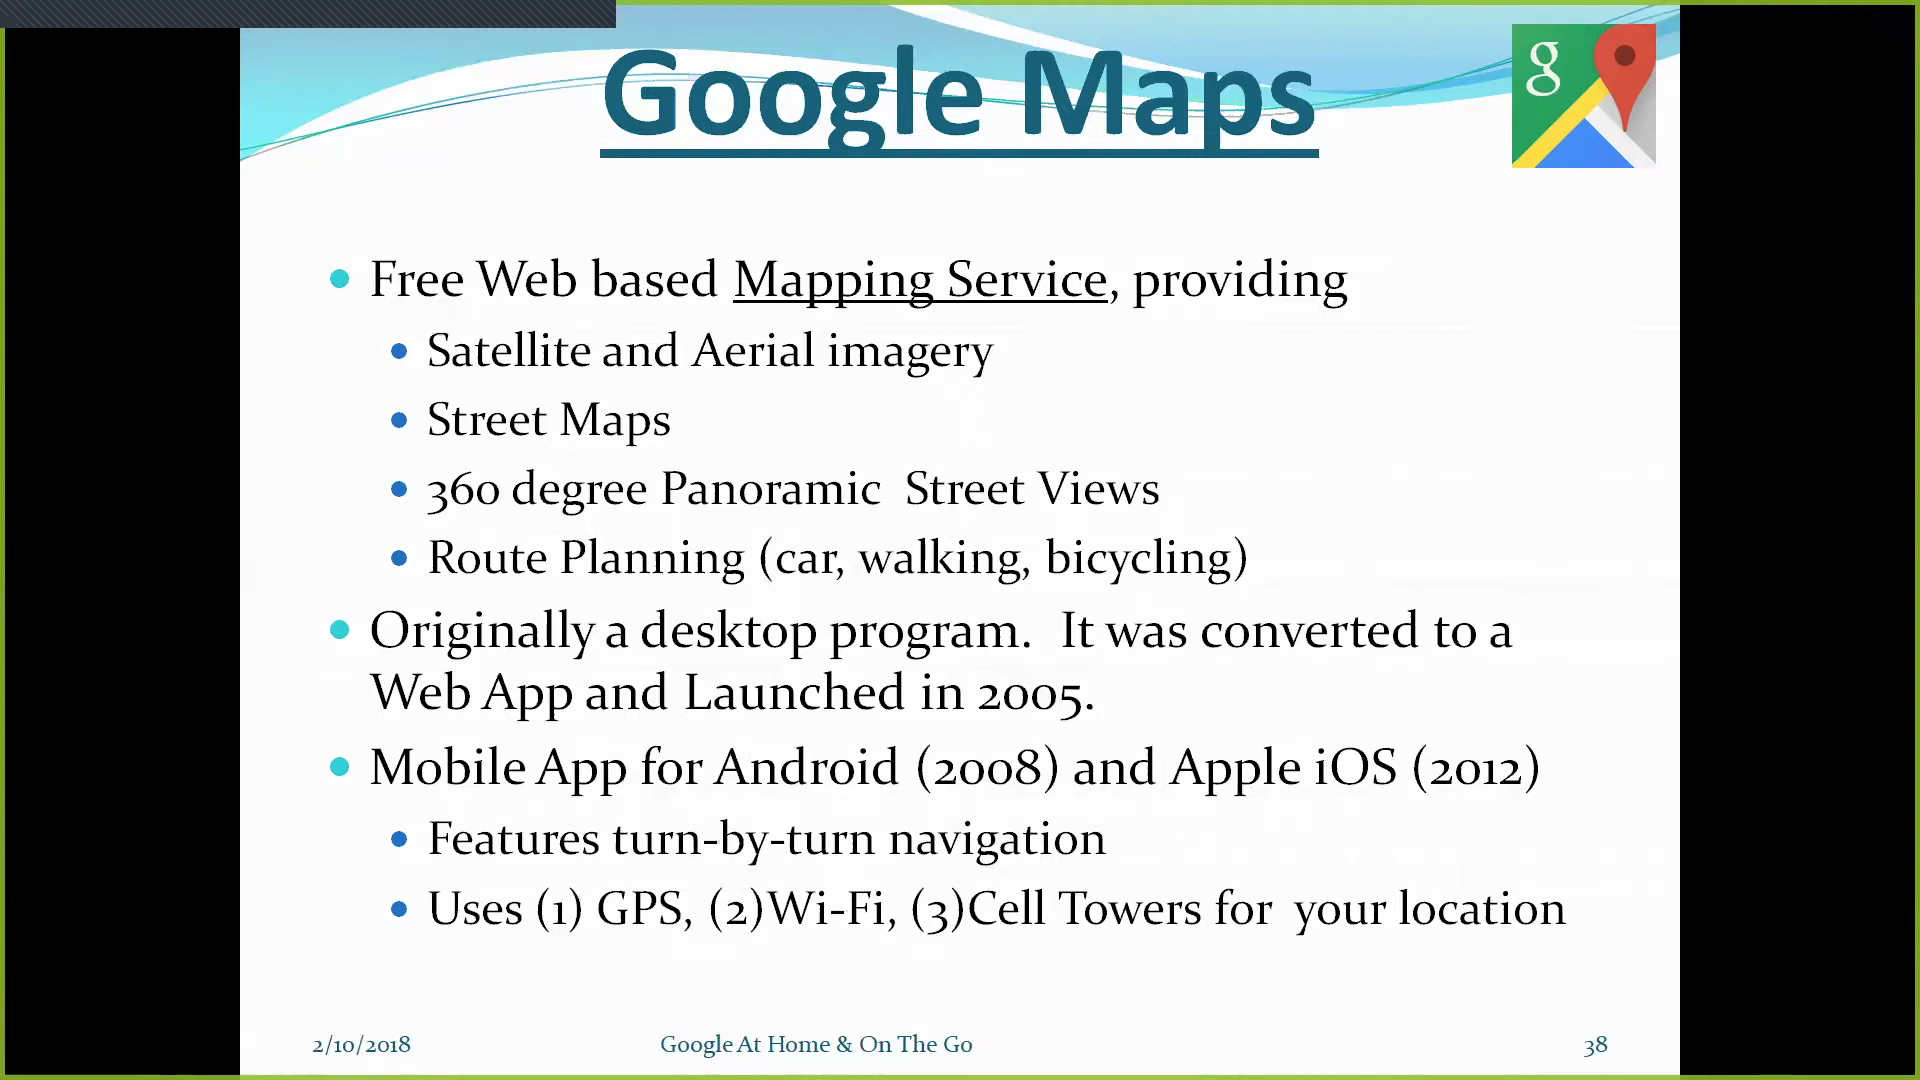 Google Maps
g
Free Web based Mapping Service, providing
Satellite and Aerial imagery
Street Maps
360 degree Panoramic  Street Views
Route Planning (car, walking, bicycling)
Originally a desktop program.  It was converted to a
Web App and Launched in 2005.
Mobile App for Android (2008) and Apple iOS (2012)
Features turn-by-turn navigation
Uses (1) GPS, (2)Wi-Fi, (3)Cell Towers for  your location
2/10/2018
Google At Home & On The Go
38